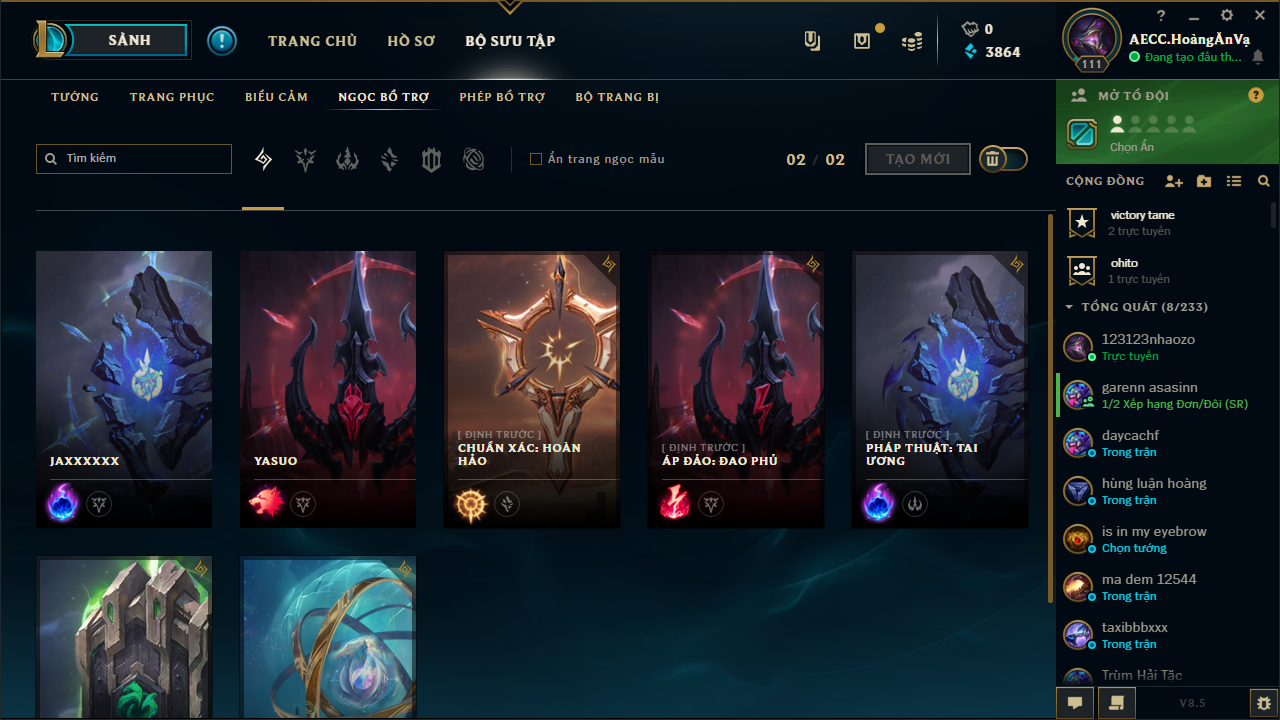 SẢNH
TRANG CHỦ
HỒ SƠ
BỘ SƯU TẬP
0
3864
TƯỚNG
TRANG PHỤC
BIỂU CẢM
NGỌC BỔ TRỢ
PHÉP BỔ TRỢ
BỘ TRANG BỊ
Tìm kiếm
Ẩn trang ngọc mẫu
02 / 02
TẠO MỚI
JAXXXXXX
YASUO
[ ĐỊNH TRƯỚC ]
CHUẨN XÁC: HOÀN
HẢO
[ ĐỊNH TRƯỚC ]
ÁP ĐẢO: ĐAO PHỦ
[ ĐỊNH TRƯỚC ]
PHÁP THUẬT: TAI
ƯƠNG
?
111
AECC.HoàngẤnVạ
Đang tạo đấu th...
MỞ TỔ ĐỘI
?
Chọn Ẩn
CỘNG ĐỒNG
victory tame
2 trực tuyến
ohito
1 trực tuyến
TỔNG QUÁT (8/233)
123123nhaozo
Trực tuyến
garenn asasinn
1/2 Xếp hạng Đơn/Đôi (SR)
daycachf
Trong trận
hùng luận hoàng
Trong trận
is in my eyebrow
Chọn tướng
ma dem 12544
Trong trận
taxibbbxxx
Trong trận
Trùm Hải Tặc
V8.5